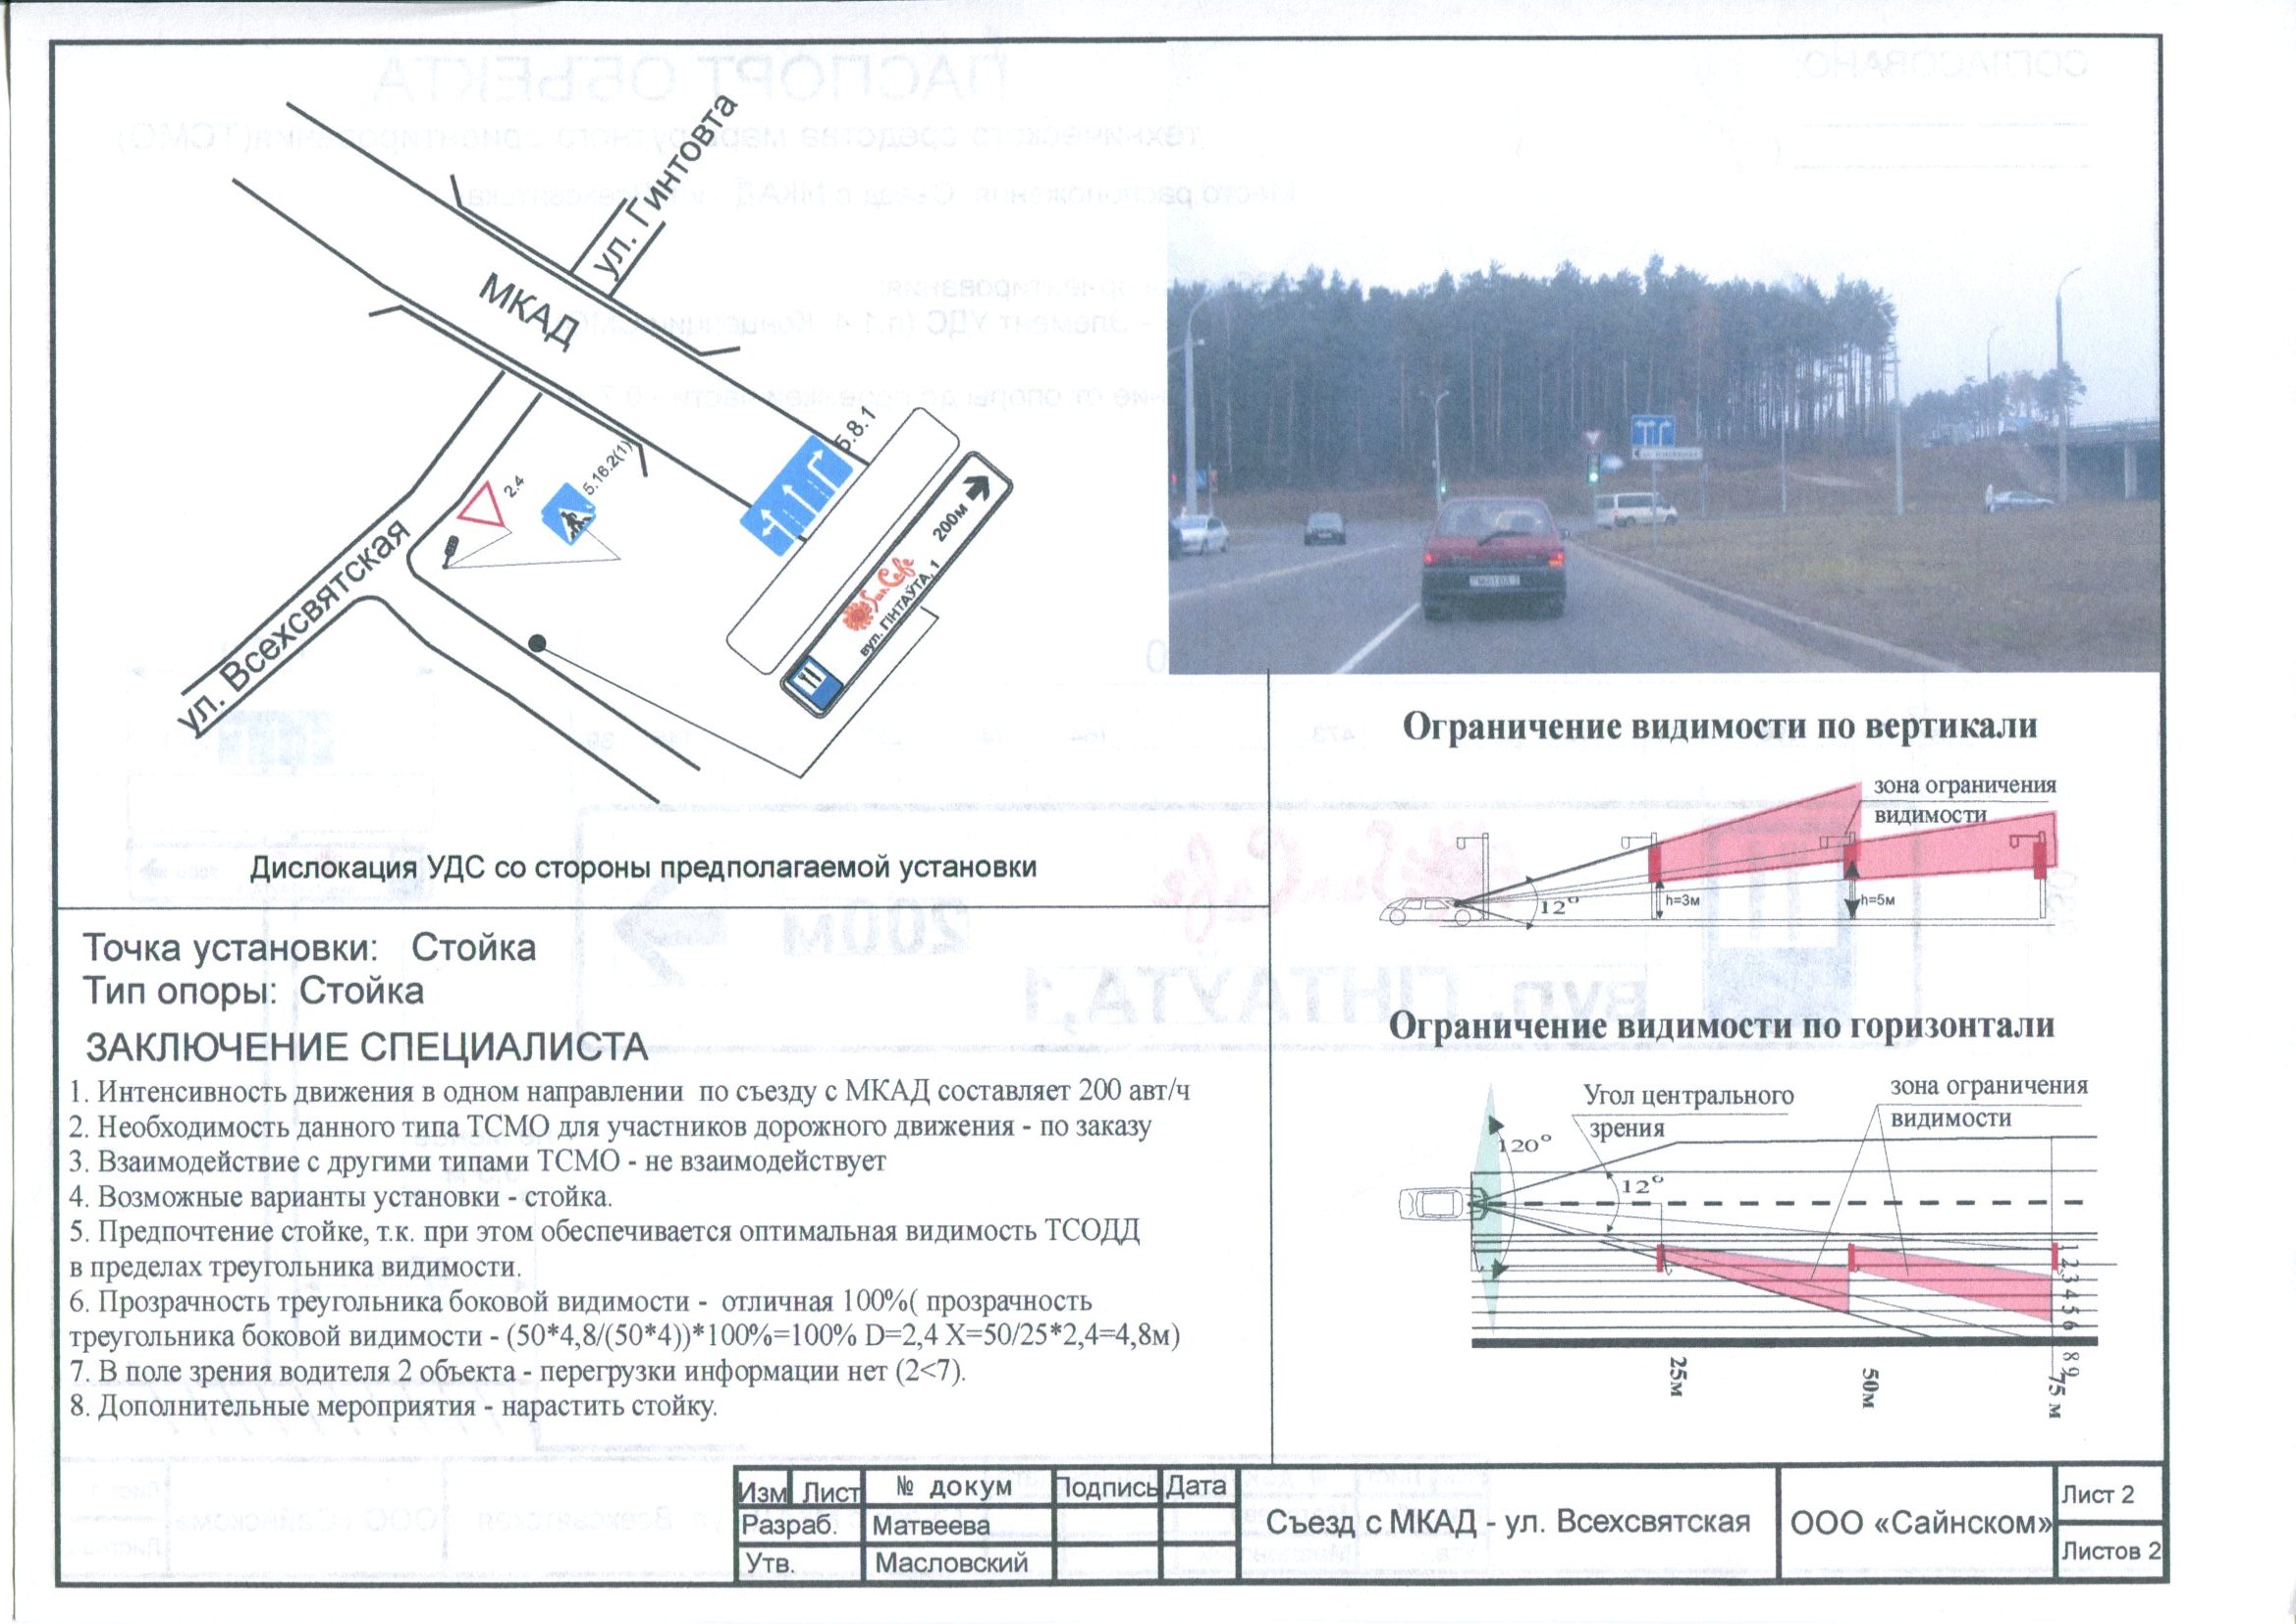 ул. Гинтовта
МКАД
5.8.1
2.4
5.16.2(1)
ул. Всехсвятская
200м
Sun Cafe
вул. ГІНТАЎТА, 1
Дислокация УДС со стороны предполагаемой установки
Точка установки: Стойка
Тип опоры: Стойка
ЗАКЛЮЧЕНИЕ СПЕЦИАЛИСТА
1. Интенсивность движения в одном направлении по съезду с МКАД составляет 200 авт/ч
2. Необходимость данного типа ТСМО для участников дорожного движения - по заказу
3. Взаимодействие с другими типами ТСМО - не взаимодействует
4. Возможные варианты установки - стойка.
5. Предпочтение стойке, т.к. при этом обеспечивается оптимальная видимость ТСОДД
в пределах треугольника видимости.
6. Прозрачность треугольника боковой видимости - отличная 100%( прозрачность
треугольника боковой видимости - (50*4,8/(50*4))*100%=100% D=2,4 X=50/25*2,4=4,8м)
7. В поле зрения водителя 2 объекта - перегрузки информации нет (2<7).
8. Дополнительные мероприятия - нарастить стойку.
Ограничение видимости по вертикали
зона ограничения
видимости
12°
h=3м
h=5м
Ограничение видимости по горизонтали
Угол центрального
зрения
зона ограничения
видимости
120°
12°
1 2 3 4 5 6 8 9
25м
50м
75 м
Изм Лист № докум Подпись Дата
Разраб. Матвеева
Утв. Масловский
Съезд с МКАД - ул. Всехсвятская
ООО «Сайнском»
Лист 2
Листов 2